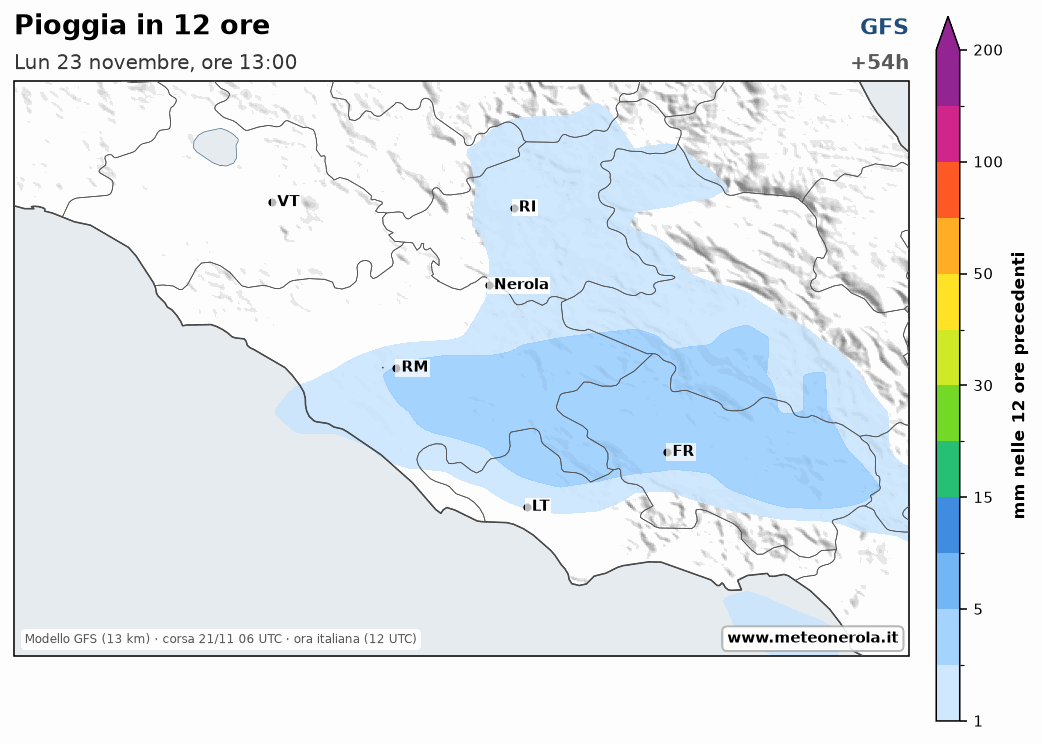 Pioggia in 12 ore
GFS
Lun 23 novembre, ore 13:00
+54h
VT
RI
Nerola
RM
FR
LT
Modello GFS (13 km) · corsa 21/11 06 UTC · ora italiana (12 UTC)
www.meteonerola.it
200
100
50
30
15
5
1
mm nelle 12 ore precedenti